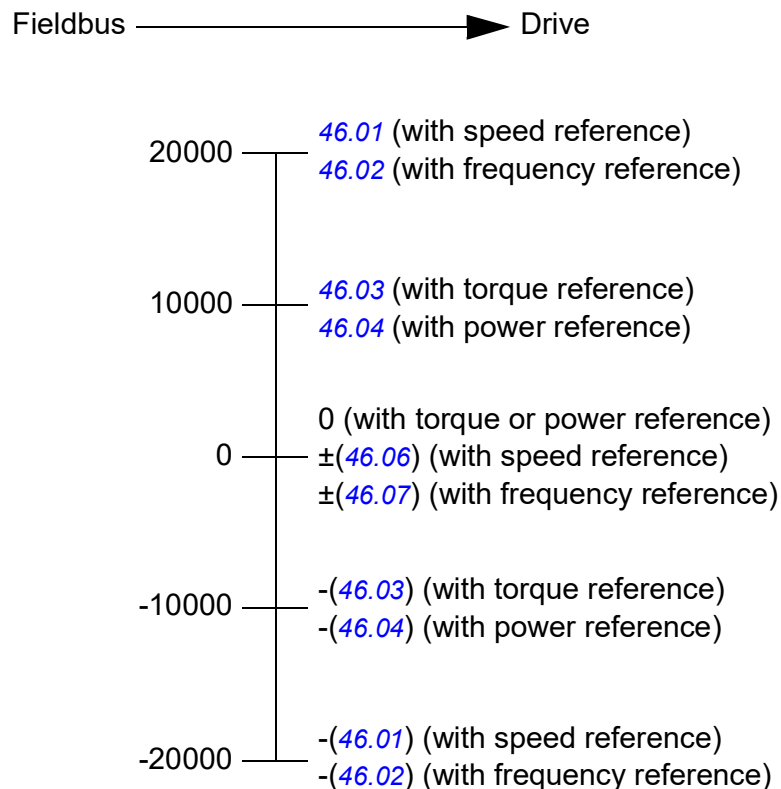 Fieldbus Drive
46.01 (with speed reference)
20000
46.02 (with frequency reference)
46.03 (with torque reference)
10000
46.04 (with power reference)
0 (with torque or power reference)
0 ±(46.06) (with speed reference)
±(46.07) (with frequency reference)
-(46.03) (with torque reference)
-10000
-(46.04) (with power reference)
-(46.01) (with speed reference)
-20000
-(46.02) (with frequency reference)